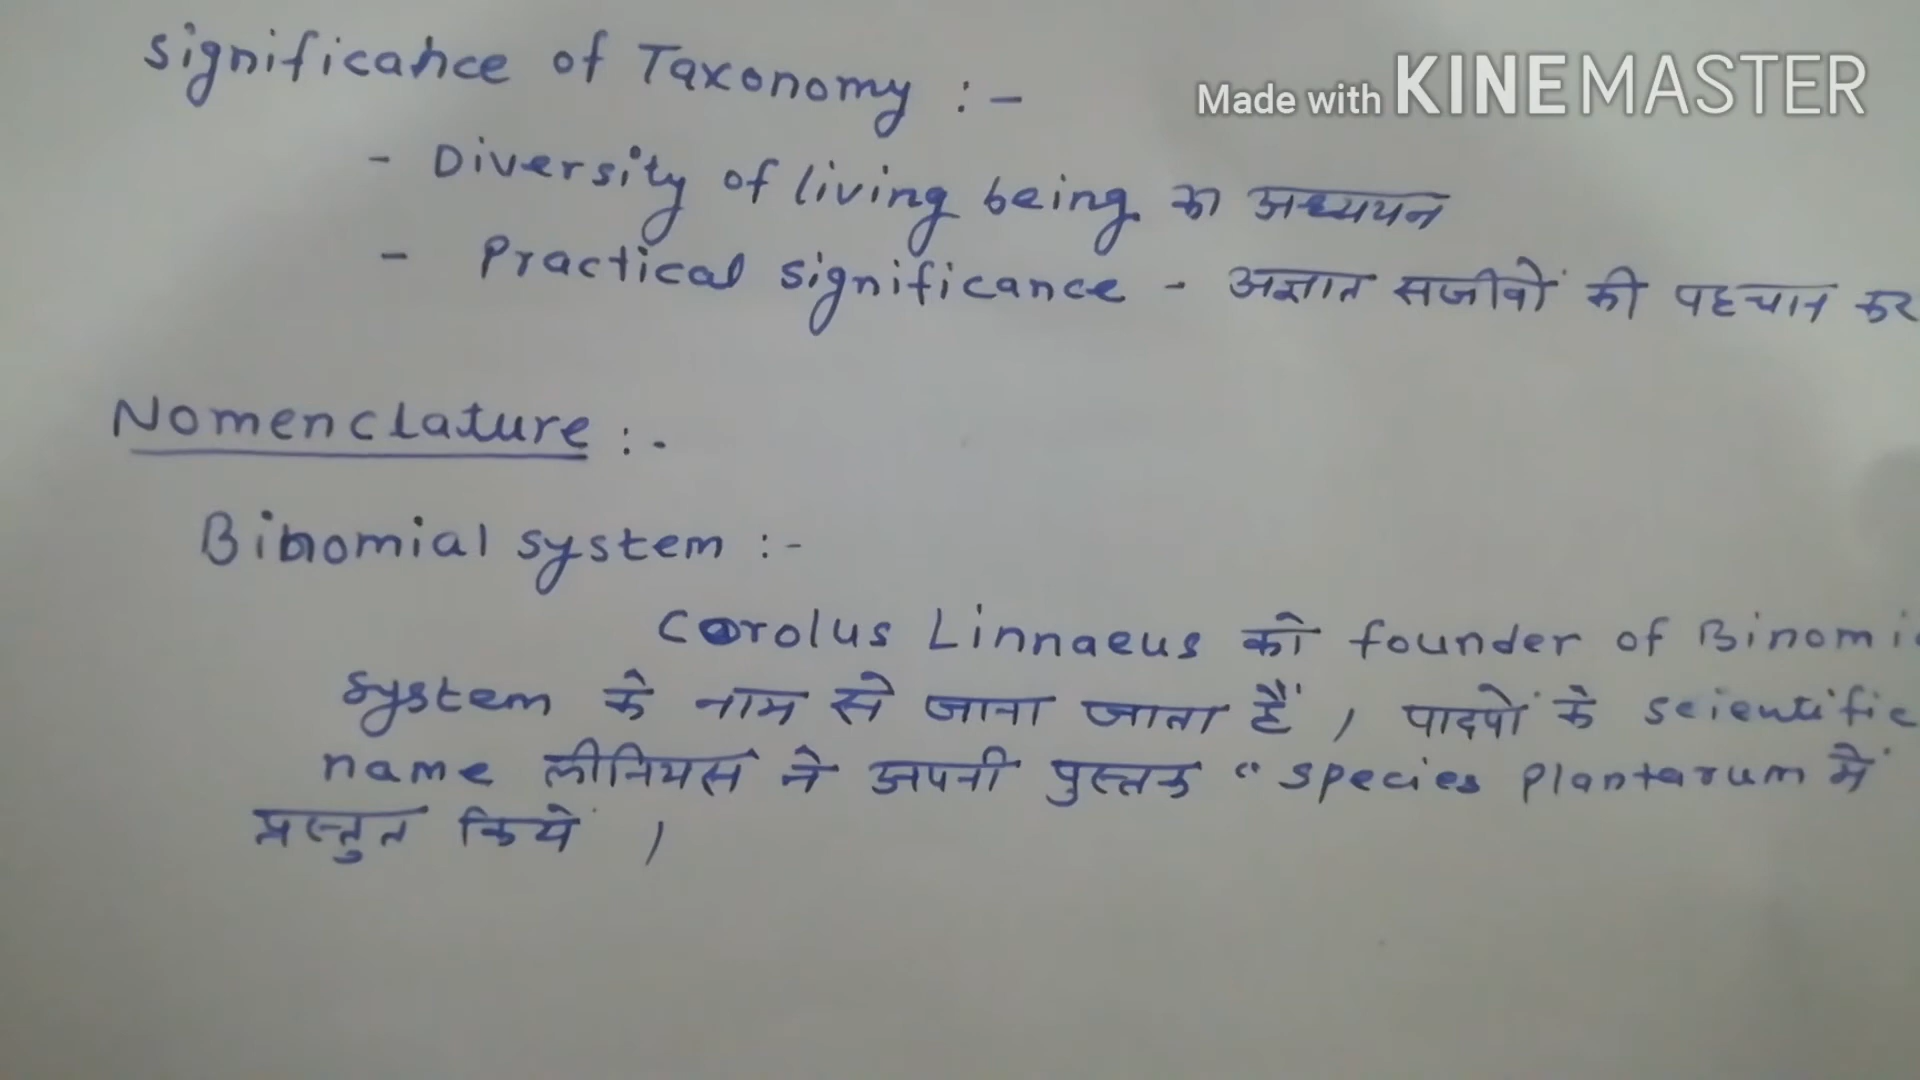 Significance of Taxonomy :-
Made with KINEMASTER
- Diversity of living being का अध्ययन
- Practical significance - अज्ञात सजीवों की पहचान कर
Nomenclature :-
Binomial system :-
Carolus Linnaeus को founder of Binomi
system के नाम से जाना जाता हैं , पादपों के scientific
name लीनियस ने अपनी पुस्तक “ species plantarum में
प्रस्तुत किये ,